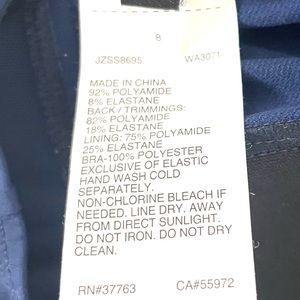 8
JZSS8695 WA3071
MADE IN CHINA
92% POLYAMIDE
8% ELASTANE
BACK / TRIMMINGS:
82% POLYAMIDE
18% ELASTANE
LINING: 75% POLYAMIDE
25% ELASTANE
BRA-100% POLYESTER
EXCLUSIVE OF ELASTIC
HAND WASH COLD
SEPARATELY.
NON-CHLORINE BLEACH IF
NEEDED. LINE DRY, AWAY
FROM DIRECT SUNLIGHT.
DO NOT IRON. DO NOT DRY
CLEAN.
RN#37763 CA#55972